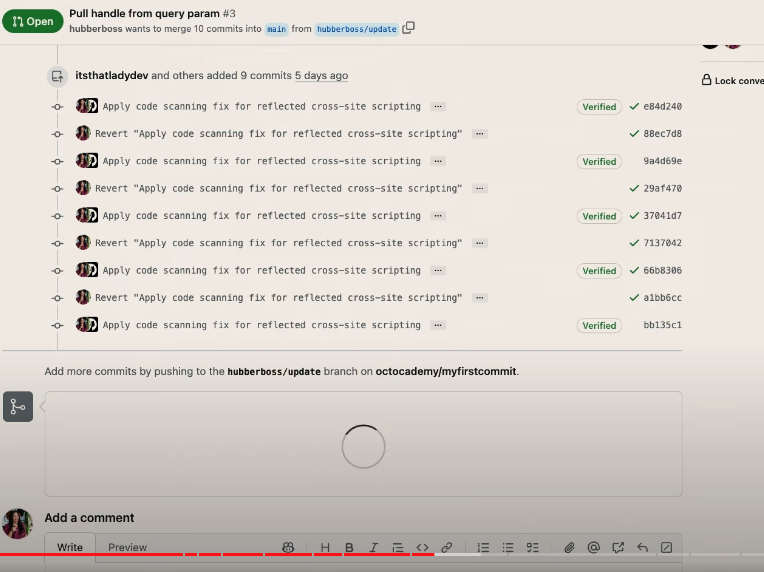 Open
Pull handle from query param #3
hubberboss wants to merge 10 commits into main from hubberboss/update
itsthatladydev and others added 9 commits 5 days ago
Lock conve
Apply code scanning fix for reflected cross-site scripting ... Verified e84d240
Revert "Apply code scanning fix for reflected cross-site scripting" ... 88ec7d8
Apply code scanning fix for reflected cross-site scripting ... Verified 9a4d69e
Revert "Apply code scanning fix for reflected cross-site scripting" ... 29af470
Apply code scanning fix for reflected cross-site scripting ... Verified 37041d7
Revert "Apply code scanning fix for reflected cross-site scripting" ... 7137042
Apply code scanning fix for reflected cross-site scripting ... Verified 66b8306
Revert "Apply code scanning fix for reflected cross-site scripting" ... a1bb6cc
Apply code scanning fix for reflected cross-site scripting ... Verified bb135c1
Add more commits by pushing to the hubberboss/update branch on octocademy/myfirstcommit.
Add a comment
Write Preview H B I